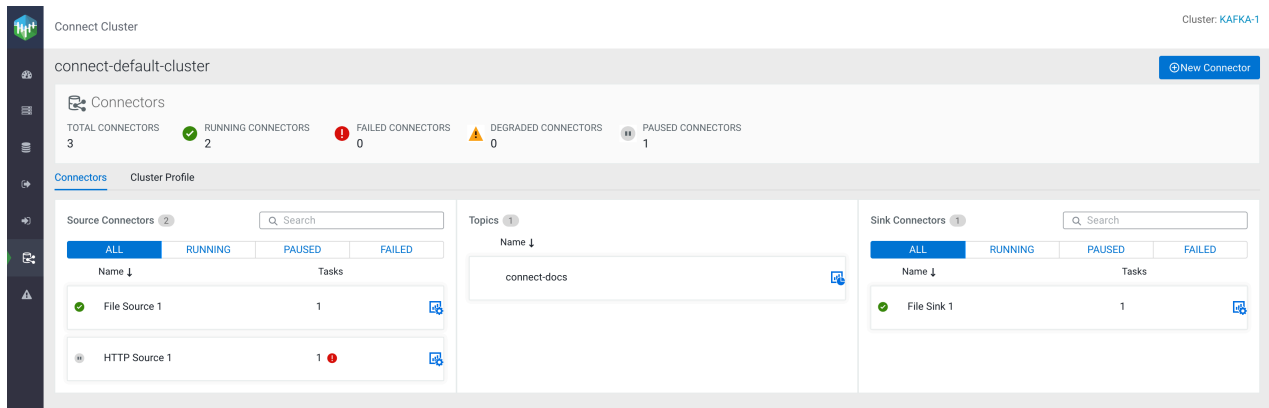 Connect Cluster
Cluster: KAFKA-1
connect-default-cluster
New Connector
Connectors
TOTAL CONNECTORS
3
RUNNING CONNECTORS
2
FAILED CONNECTORS
0
DEGRADED CONNECTORS
0
PAUSED CONNECTORS
1
Connectors Cluster Profile
Source Connectors 2
Search
ALL RUNNING PAUSED FAILED
Name Tasks
File Source 1 1
HTTP Source 1 1
Topics 1
Name
connect-docs
Sink Connectors 1
Search
ALL RUNNING PAUSED FAILED
Name Tasks
File Sink 1 1